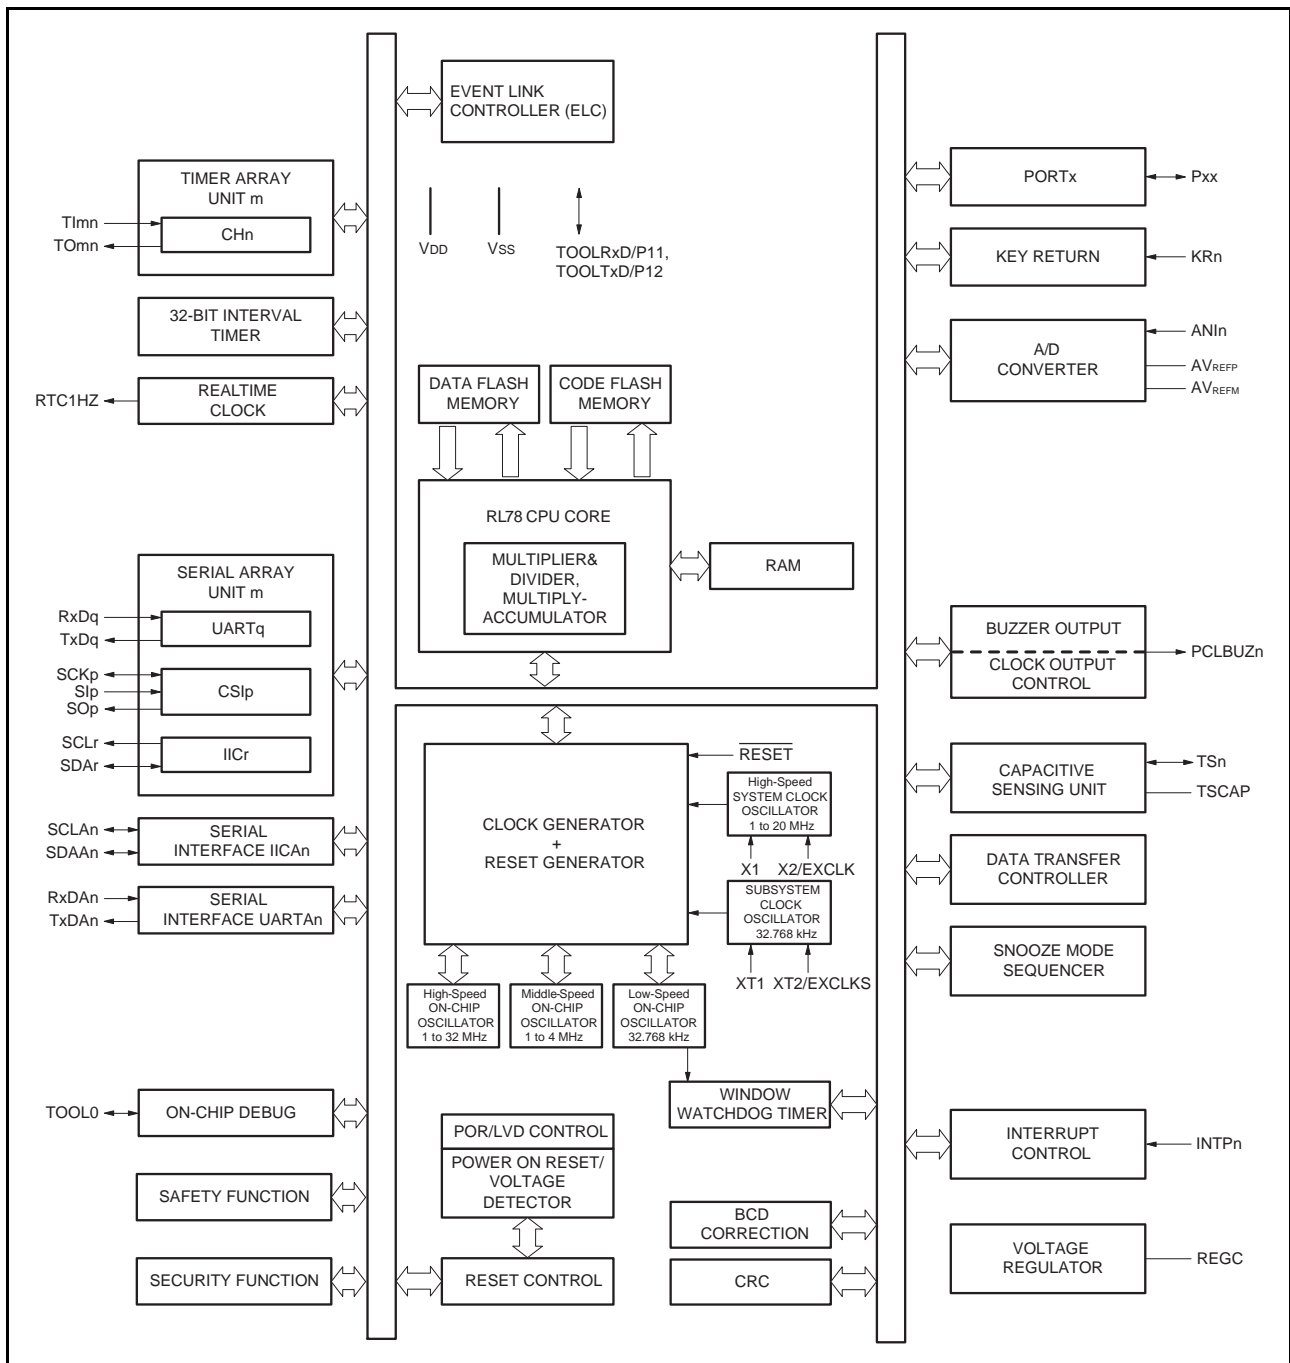 EVENT LINK
CONTROLLER (ELC)
TIMER ARRAY
UNIT m
TImn
TOmn
CHn
VDD
VSS
TOOLRxD/P11,
TOOLTxD/P12
PORTx
Pxx
KEY RETURN
KRn
32-BIT INTERVAL
TIMER
A/D
CONVERTER
ANIn
AVREFP
AVREFM
REALTIME
CLOCK
RTC1HZ
DATA FLASH
MEMORY
CODE FLASH
MEMORY
RL78 CPU CORE
MULTIPLIER&
DIVIDER,
MULTIPLY-
ACCUMULATOR
RAM
SERIAL ARRAY
UNIT m
RxDq
TxDq
UARTq
SCKp
SIp
SOp
CSIp
SCLr
SDAr
IICr
BUZZER OUTPUT
CLOCK OUTPUT
CONTROL
PCLBUZn
CLOCK GENERATOR
+
RESET GENERATOR
RESET
High-Speed
SYSTEM CLOCK
OSCILLATOR
1 to 20 MHz
X1
X2/EXCLK
SUBSYSTEM
CLOCK
OSCILLATOR
32.768 kHz
XT1
XT2/EXCLKS
CAPACITIVE
SENSING UNIT
TSn
TSCAP
SCLAn
SDAAn
SERIAL
INTERFACE IICAn
DATA TRANSFER
CONTROLLER
RxDAn
TxDAn
SERIAL
INTERFACE UARTAn
SNOOZE MODE
SEQUENCER
High-Speed
ON-CHIP
OSCILLATOR
1 to 32 MHz
Middle-Speed
ON-CHIP
OSCILLATOR
1 to 4 MHz
Low-Speed
ON-CHIP
OSCILLATOR
32.768 kHz
WINDOW
WATCHDOG TIMER
TOOL0
ON-CHIP DEBUG
POR/LVD CONTROL
POWER ON RESET/
VOLTAGE
DETECTOR
INTERRUPT
CONTROL
INTPn
SAFETY FUNCTION
BCD
CORRECTION
SECURITY FUNCTION
RESET CONTROL
CRC
VOLTAGE
REGULATOR
REGC